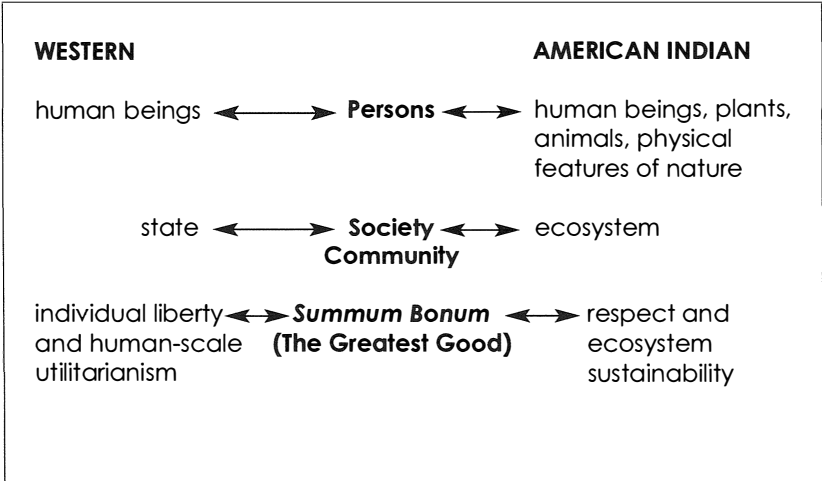 WESTERN AMERICAN INDIAN
human beings Persons human beings, plants,
animals, physical
features of nature
state Society ecosystem
Community
individual liberty Summum Bonum respect and
and human-scale (The Greatest Good) ecosystem
utilitarianism sustainability